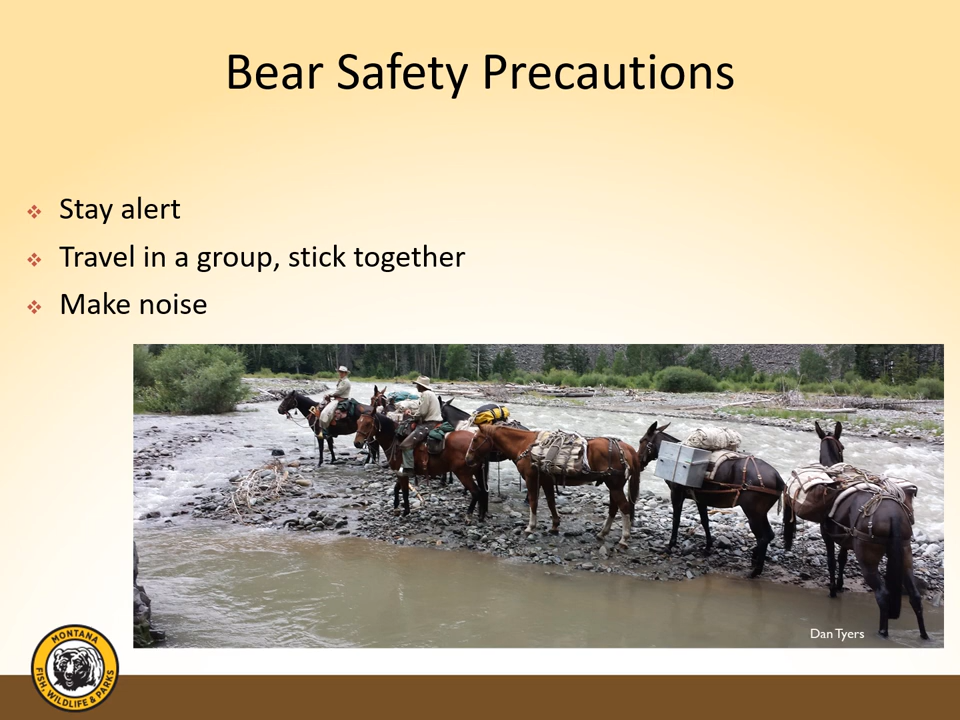 Bear Safety Precautions
Stay alert
Travel in a group, stick together
Make noise
Dan Tyers
MONTANA
FISH, WILDLIFE & PARKS